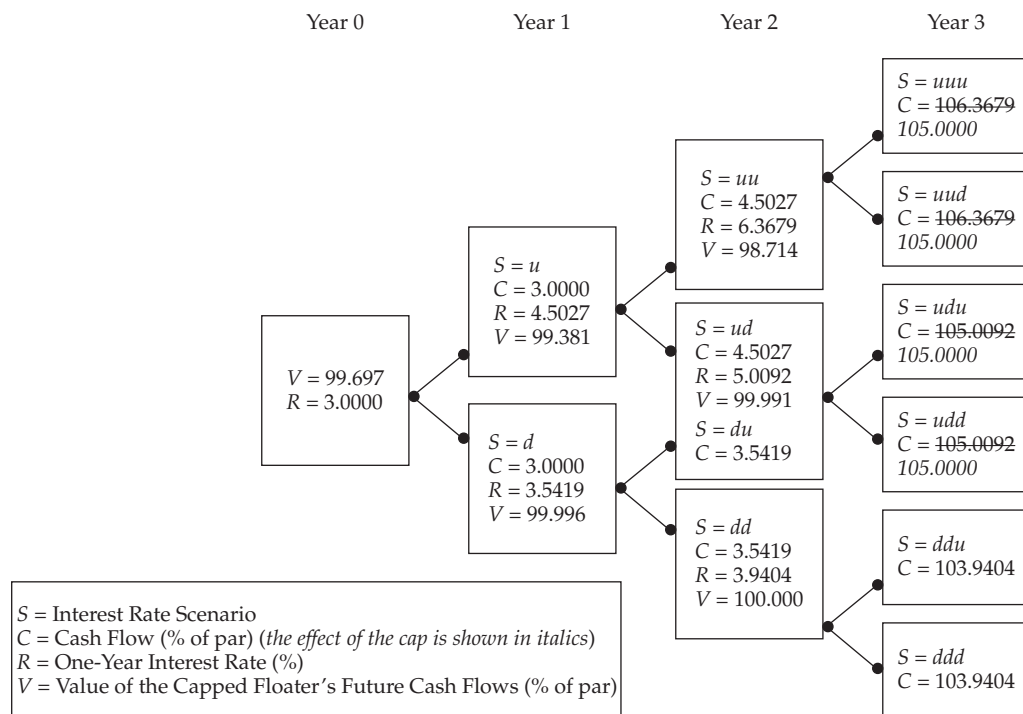 Year 0
Year 1
Year 2
Year 3
V = 99.697
R = 3.0000
S = u
C = 3.0000
R = 4.5027
V = 99.381
S = d
C = 3.0000
R = 3.5419
V = 99.996
S = uu
C = 4.5027
R = 6.3679
V = 98.714
S = ud
C = 4.5027
R = 5.0092
V = 99.991
S = du
C = 3.5419
S = dd
C = 3.5419
R = 3.9404
V = 100.000
S = uuu
C = 106.3679
105.0000
S = uud
C = 106.3679
105.0000
S = udu
C = 105.0092
105.0000
S = udd
C = 105.0092
105.0000
S = ddu
C = 103.9404
S = ddd
C = 103.9404
S = Interest Rate Scenario
C = Cash Flow (% of par) (the effect of the cap is shown in italics)
R = One-Year Interest Rate (%)
V = Value of the Capped Floater's Future Cash Flows (% of par)